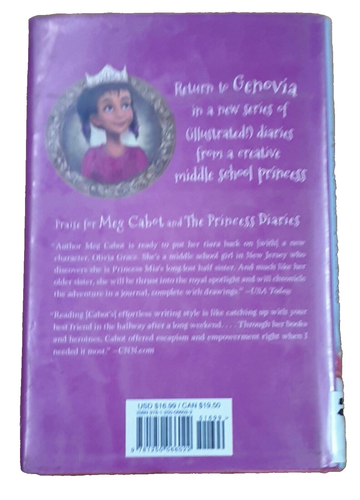 Return to Genovia
in a new series of
(illustrated!) diaries
from a creative
middle school princess
Praise for Meg Cabot and The Princess Diaries
"Author Meg Cabot is ready to put her tiara back on [with] a new
character, Olivia Grace. She's a middle school girl in New Jersey who
discovers she is Princess Mia's long lost half sister. And much like her
older sister, she will be thrust into the royal spotlight and will chronicle
the adventure in a journal, complete with drawings." —USA Today
"Reading [Cabot's] effortless writing style is like catching up with your
best friend in the hallway after a long weekend. . . . Through her books
and heroines, Cabot offered escapism and empowerment right when I
needed it most." —CNN.com
USD $16.99 / CAN $19.50
51699
9 781250 066022